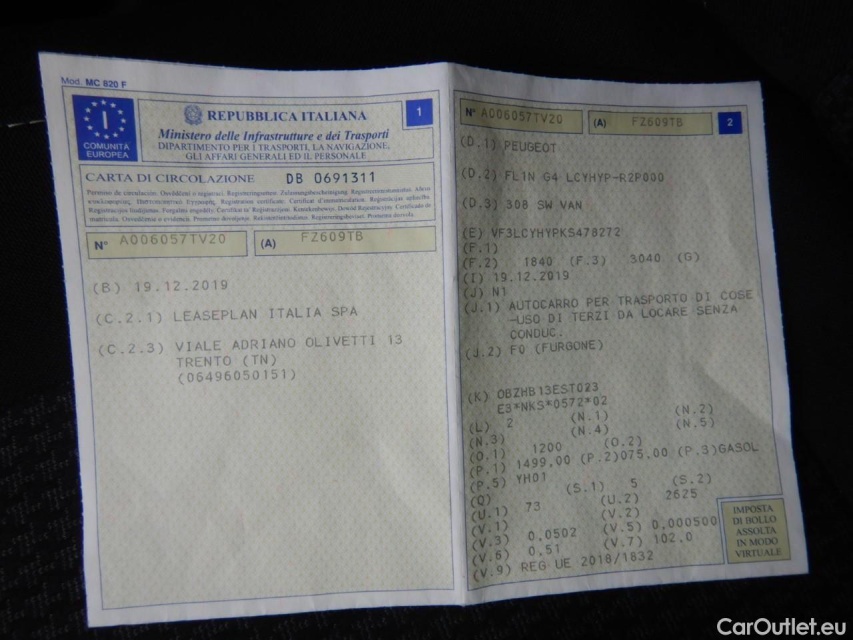 Mod. MC 820 F
I
COMUNITÀ
EUROPEA
REPUBBLICA ITALIANA
1
Ministero delle Infrastrutture e dei Trasporti
DIPARTIMENTO PER I TRASPORTI, LA NAVIGAZIONE,
GLI AFFARI GENERALI ED IL PERSONALE
CARTA DI CIRCOLAZIONE DB 0691311
N° A006057TV20 (A) FZ609TB
(B) 19.12.2019
(C.2.1) LEASEPLAN ITALIA SPA
(C.2.3) VIALE ADRIANO OLIVETTI 13
TRENTO (TN)
(06496050151)
N° A006057TV20 (A) FZ609TB 2
(D.1) PEUGEOT
(D.2) FL1N G4 LCYHYP-R2P000
(D.3) 308 SW VAN
(E) VF3LCYHYPKS478272
(F.1)
(F.2) 1840 (F.3) 3040 (G)
(I) 19.12.2019
(J) N1
(J.1) AUTOCARRO PER TRASPORTO DI COSE
-USO DI TERZI DA LOCARE SENZA
CONDUC.
(J.2) F0 (FURGONE)
(K) OBZHB13EST023
E3*NKS*0572*02
(L) 2 (N.1) (N.2)
(N.3) (N.4) (N.5)
(O.1) 1200 (O.2)
(P.1) 1499.00 (P.2)075.00 (P.3)GASOL
(P.5) YH01
(Q) (S.1) 5 (S.2)
(U.1) 73 (U.2) 2625
(V.1) (V.2)
(V.3) 0,0502 (V.5) 0,000500
(V.6) 0,51 (V.7) 102.0
(V.9) REG UE 2018/1832
IMPOSTA
DI BOLLO
ASSOLTA
IN MODO
VIRTUALE
CarOutlet.eu